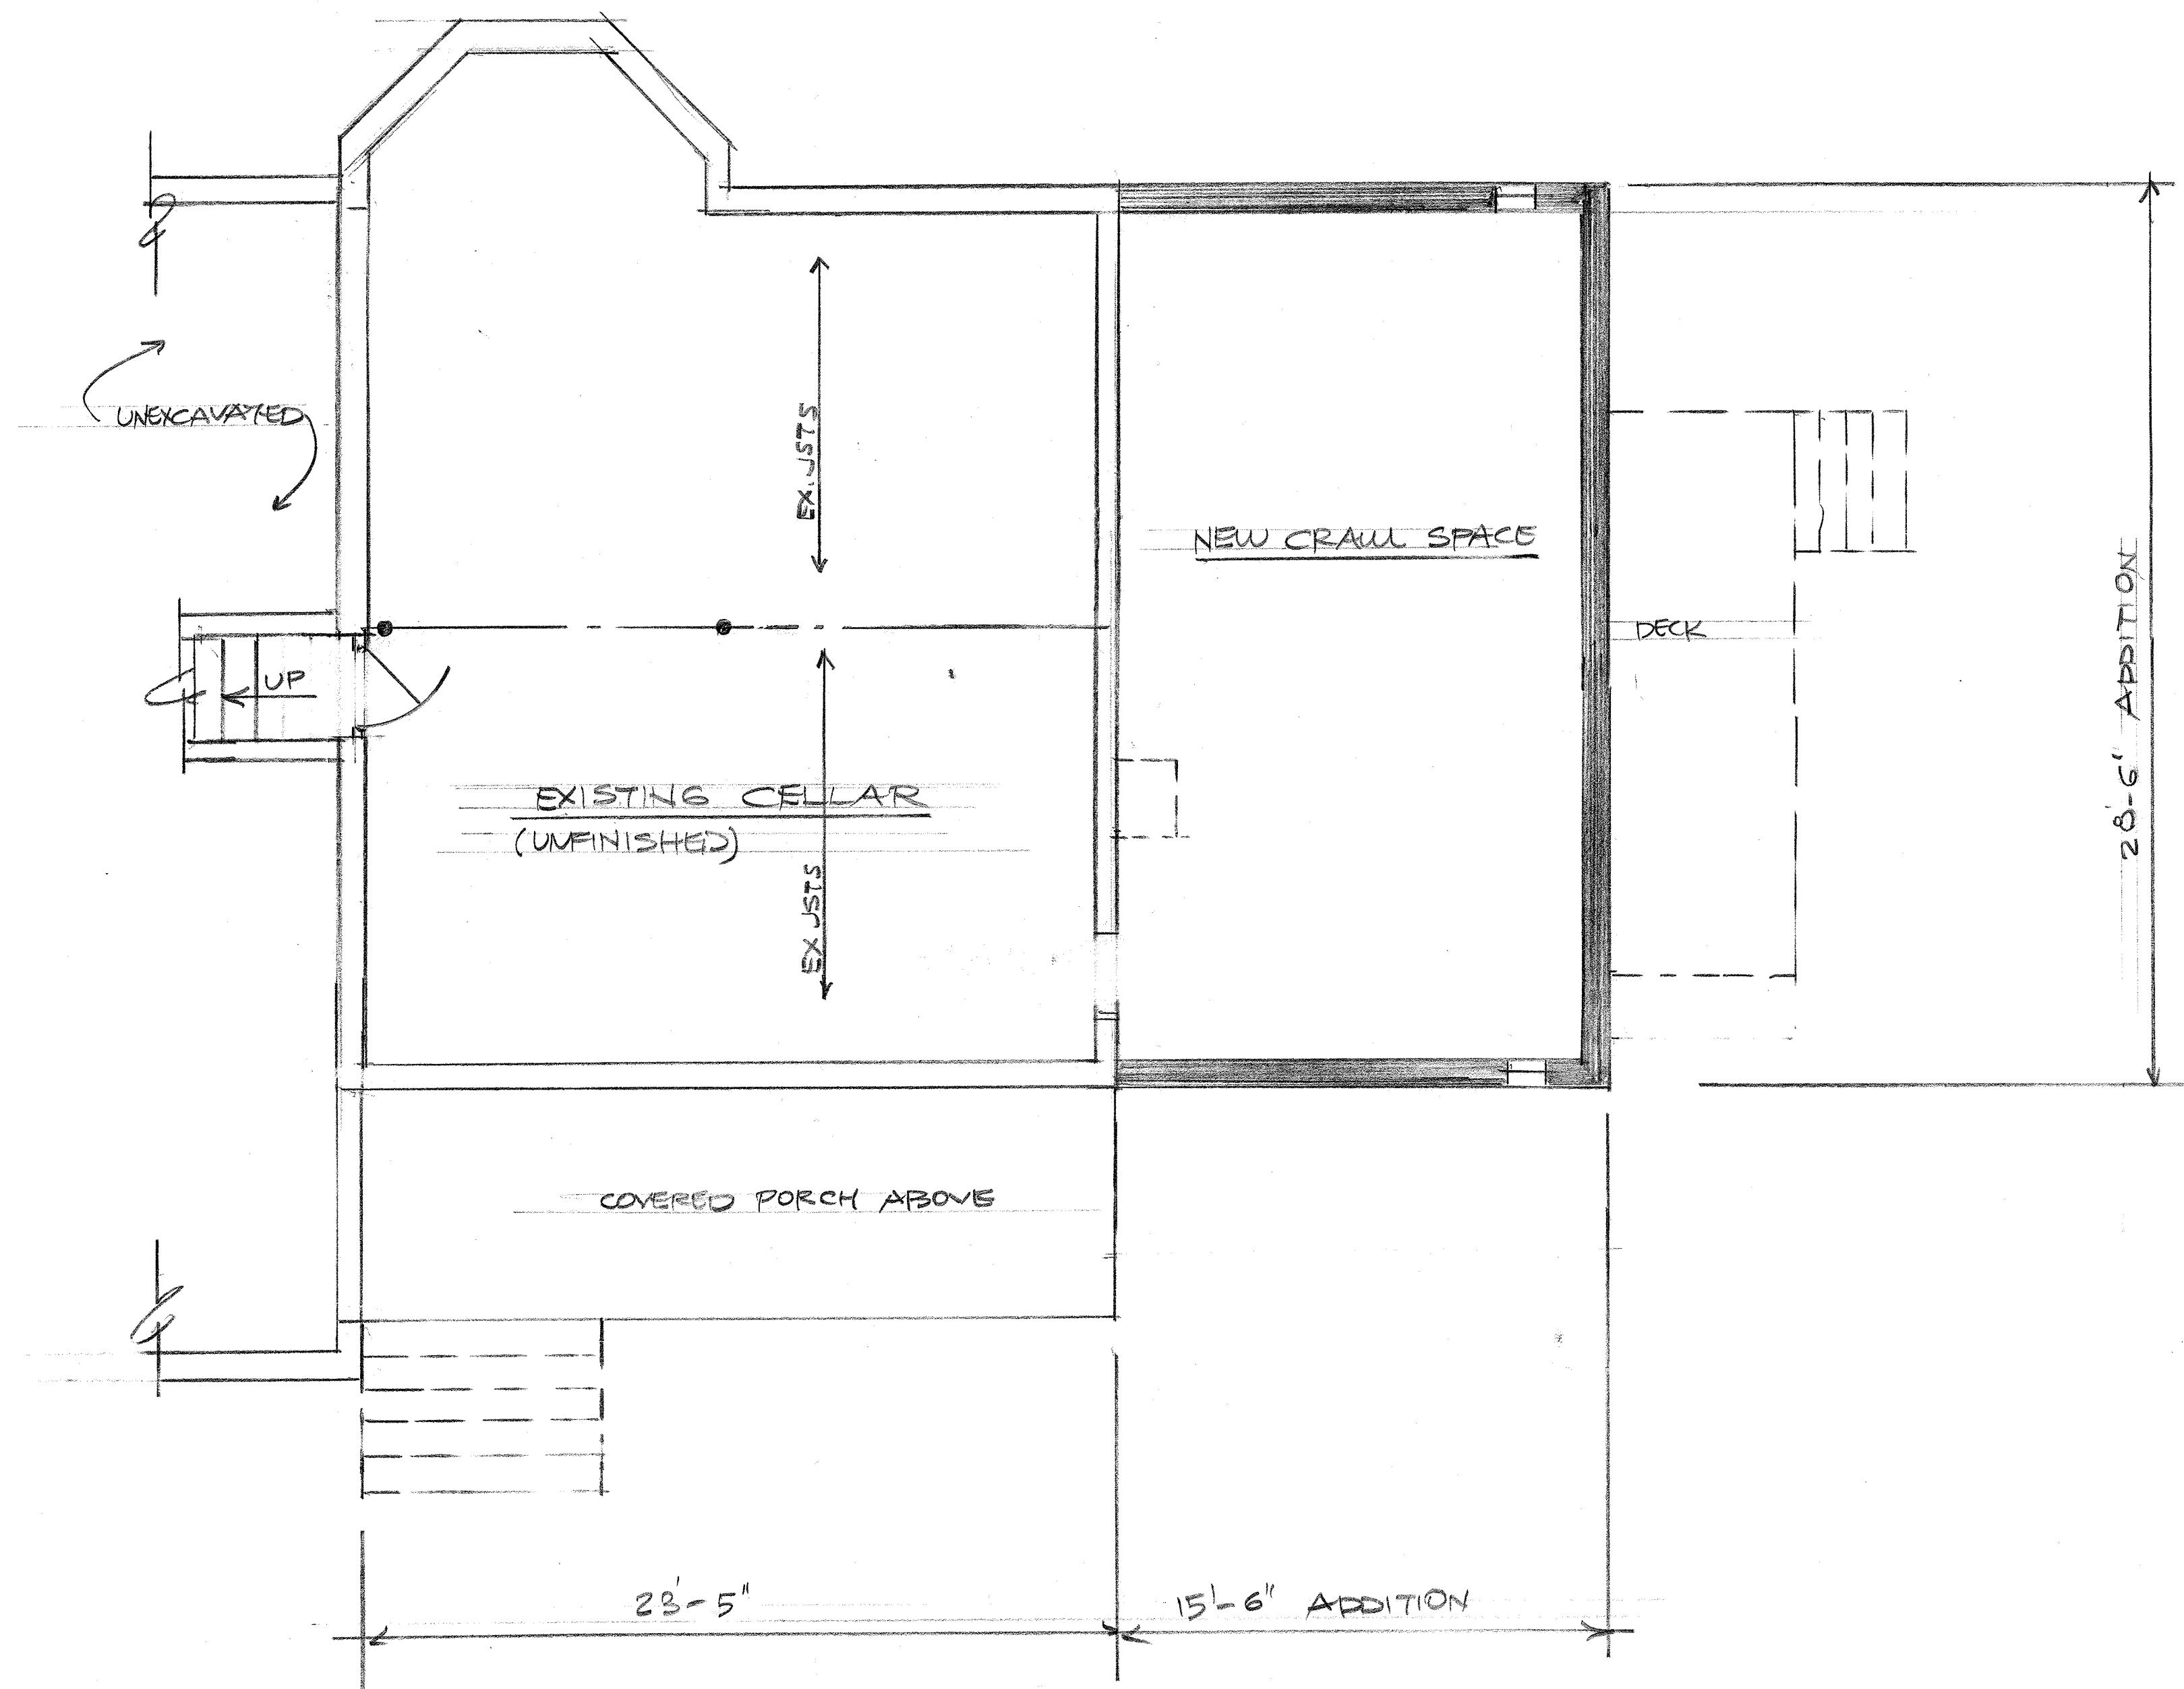 UNEXCAVATED
EX. JSTS
NEW CRAWL SPACE
DECK
28'-6" ADDITION
UP
EXISTING CELLAR
(UNFINISHED)
EX JSTS
COVERED PORCH ABOVE
23'-5"
15'-6" ADDITION